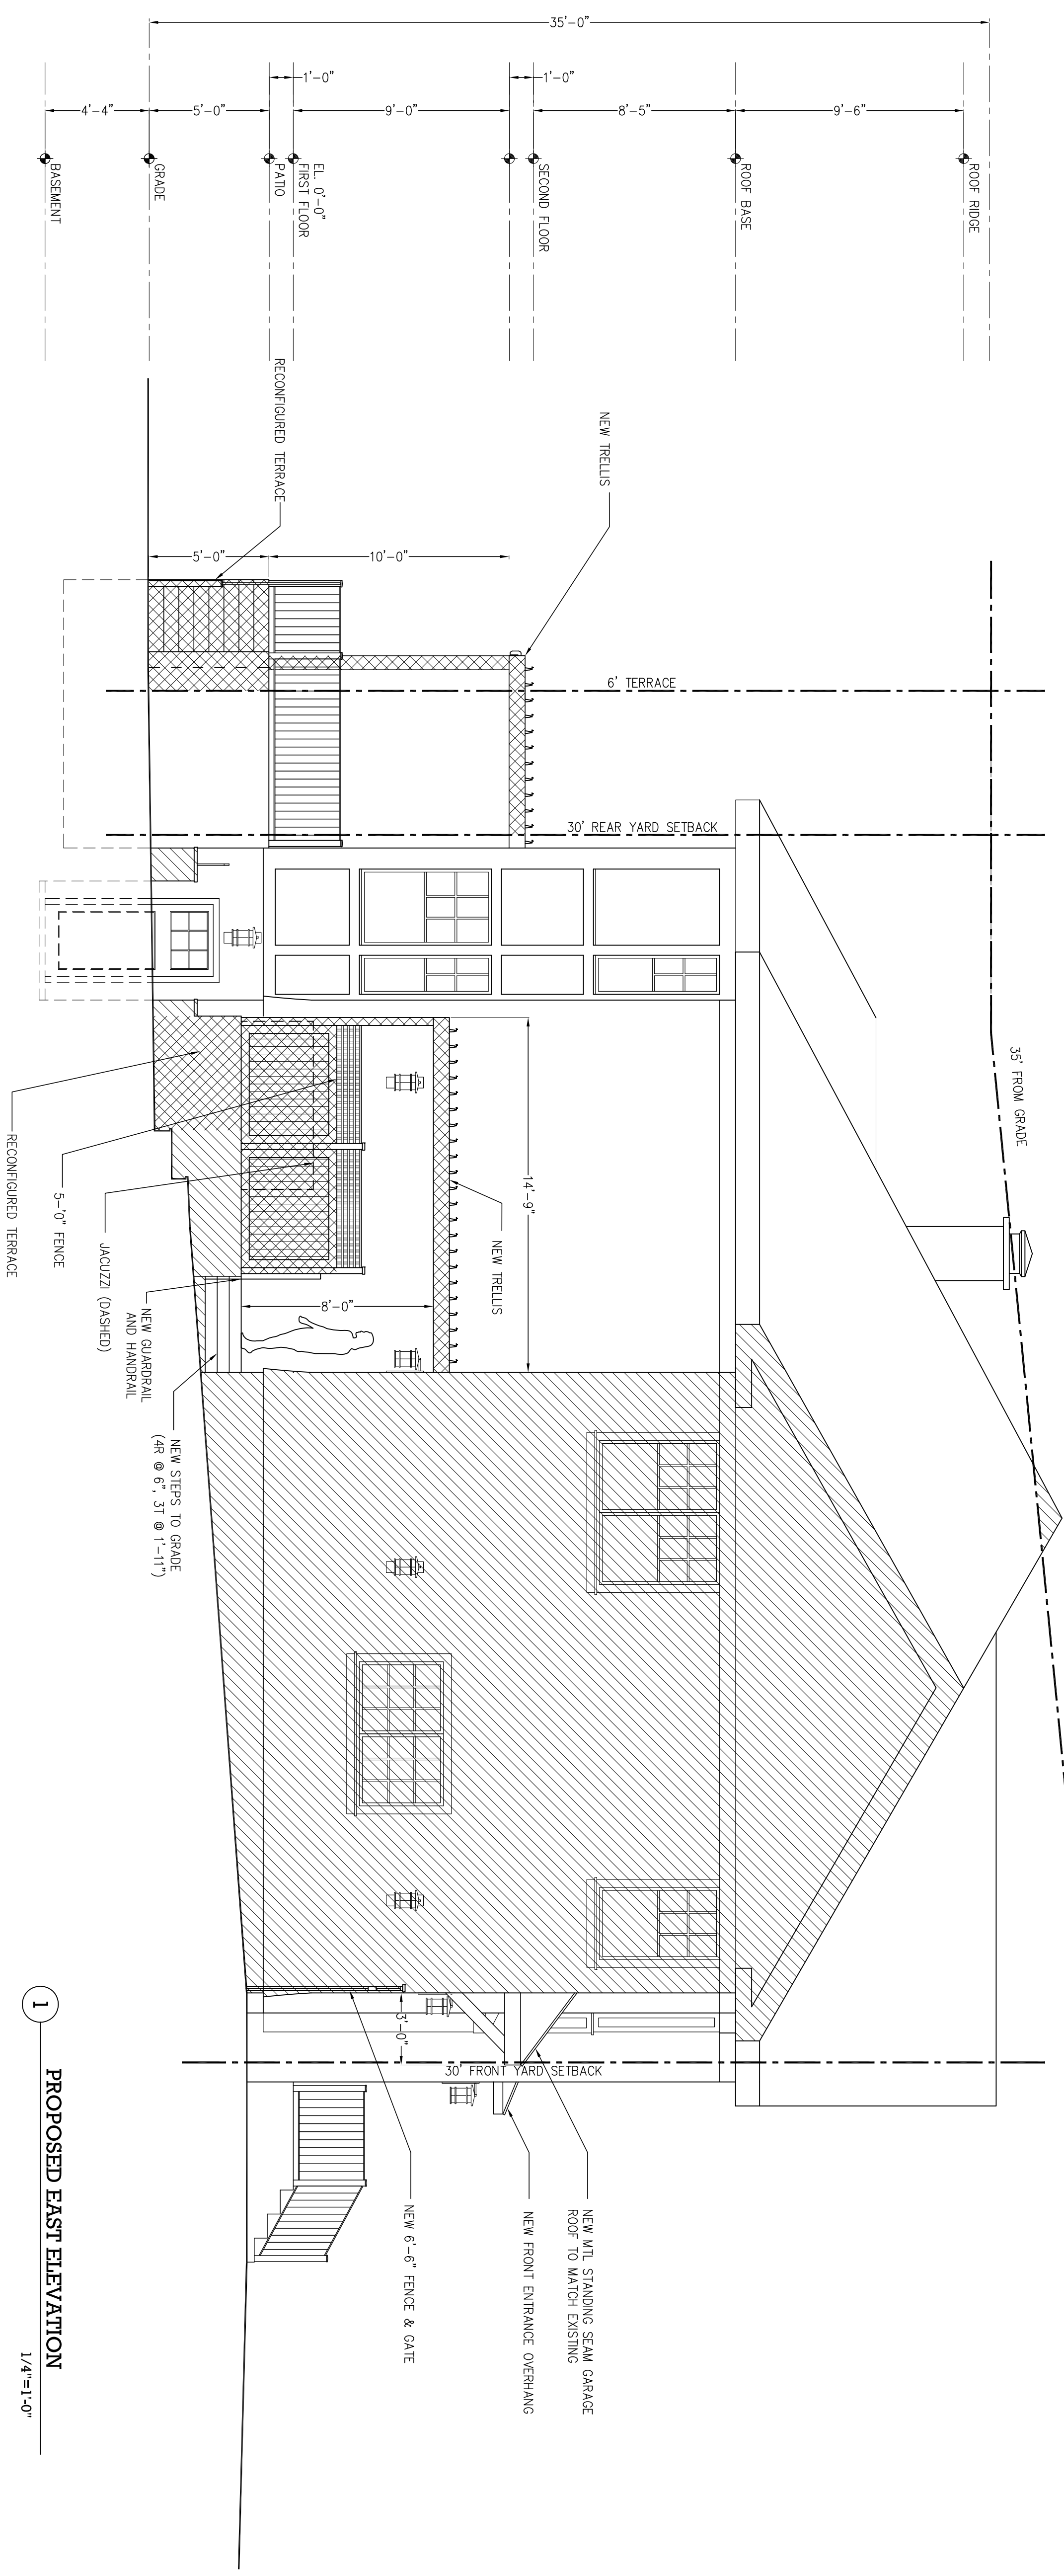 35'-0"
9'-6"
8'-5"
1'-0"
9'-0"
1'-0"
5'-0"
4'-4"
ROOF RIDGE
ROOF BASE
SECOND FLOOR
EL. 0'-0"
FIRST FLOOR
PATIO
GRADE
BASEMENT
NEW TRELLIS
RECONFIGURED TERRACE
10'-0"
5'-0"
6' TERRACE
30' REAR YARD SETBACK
35' FROM GRADE
14'-9"
NEW TRELLIS
8'-0"
RECONFIGURED TERRACE
5-'0" FENCE
JACUZZI (DASHED)
NEW GUARDRAIL
AND HANDRAIL
NEW STEPS TO GRADE
(4R @ 6", 3T @ 1'-11")
3'-0"
30' FRONT YARD SETBACK
NEW MTL STANDING SEAM GARAGE
ROOF TO MATCH EXISTING
NEW FRONT ENTRANCE OVERHANG
NEW 6'-6" FENCE & GATE
1
PROPOSED EAST ELEVATION
1/4"=1'-0"